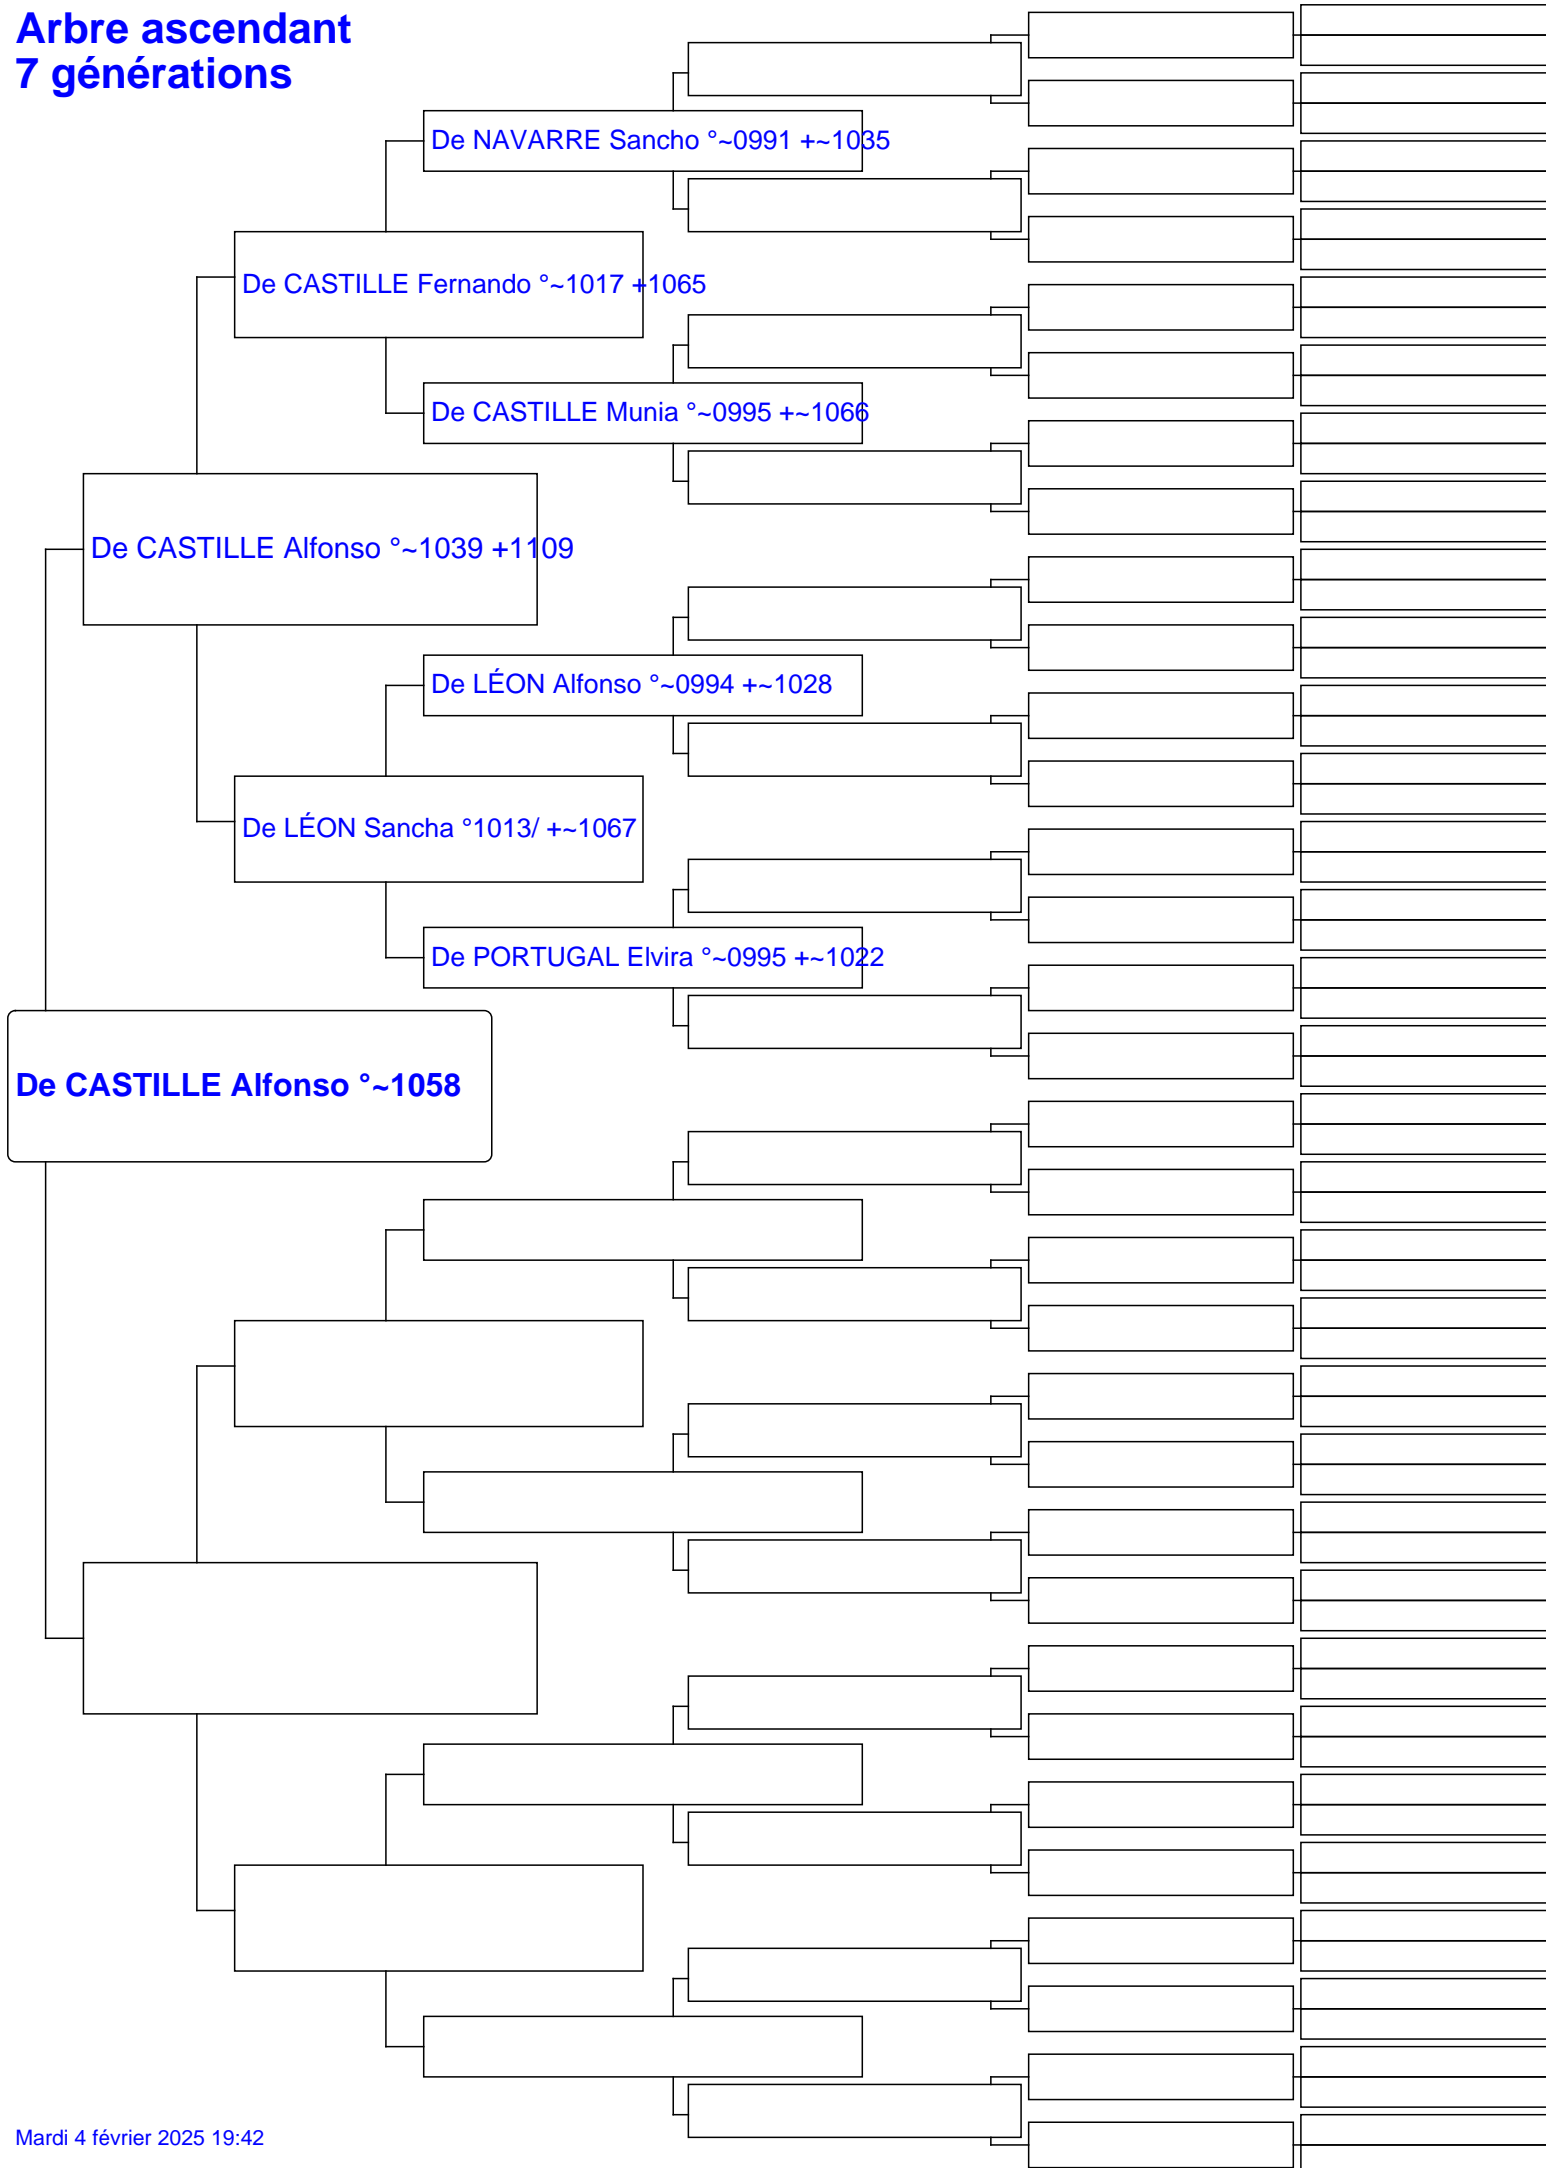 Arbre ascendant
7 générations
De NAVARRE Sancho °~0991 +~1035
De CASTILLE Fernando °~1017 +1065
De CASTILLE Munia °~0995 +~1066
De CASTILLE Alfonso °~1039 +1109
De LÉON Alfonso °~0994 +~1028
De LÉON Sancha °1013/ +~1067
De PORTUGAL Elvira °~0995 +~1022
De CASTILLE Alfonso °~1058
Mardi 4 février 2025 19:42